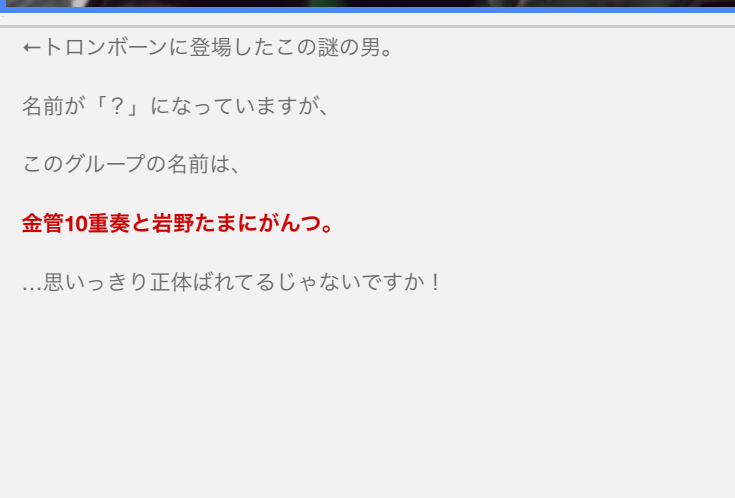 ←トロンボーンに登場したこの謎の男。
名前が「？」になっていますが、
このグループの名前は、
金管10重奏と岩野たまにがんつ。
…思いっきり正体ばれてるじゃないですか！